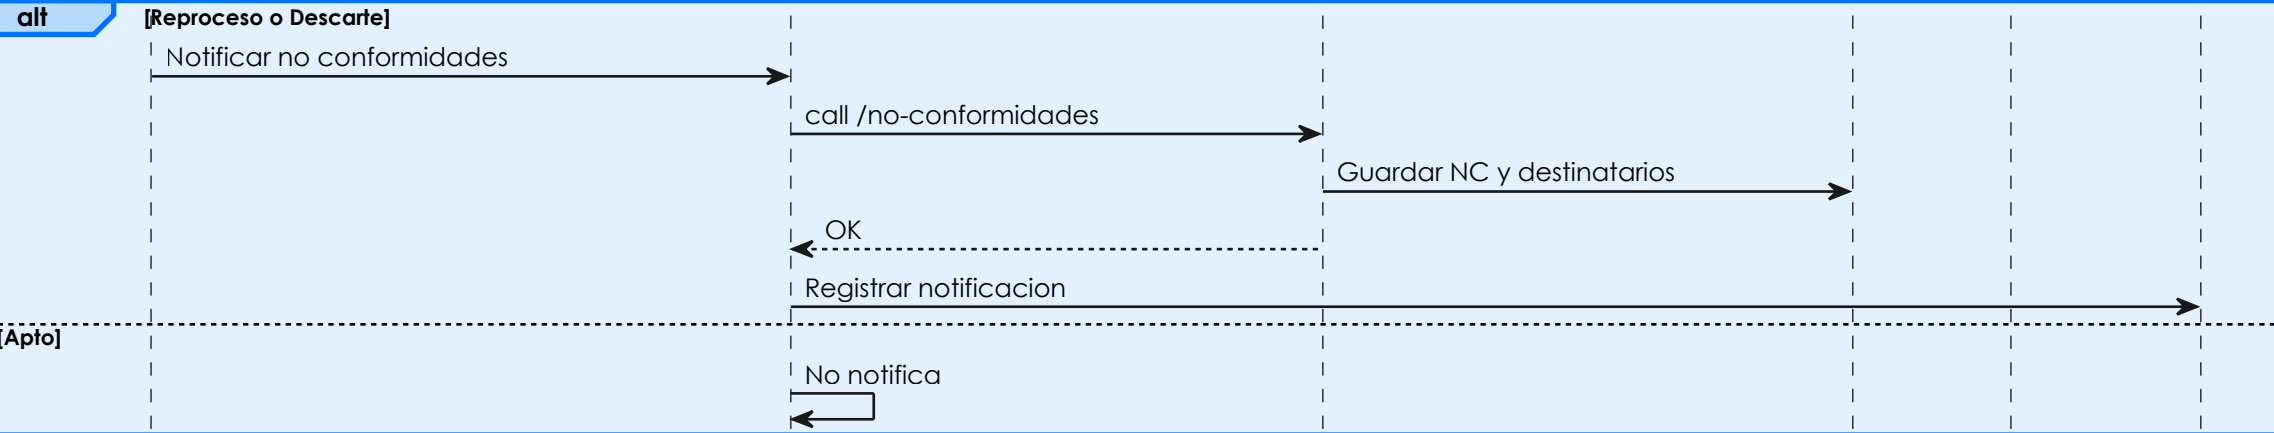 alt [Reproceso o Descarte]
Notificar no conformidades
call /no-conformidades
Guardar NC y destinatarios
OK
Registrar notificacion
[Apto]
No notifica